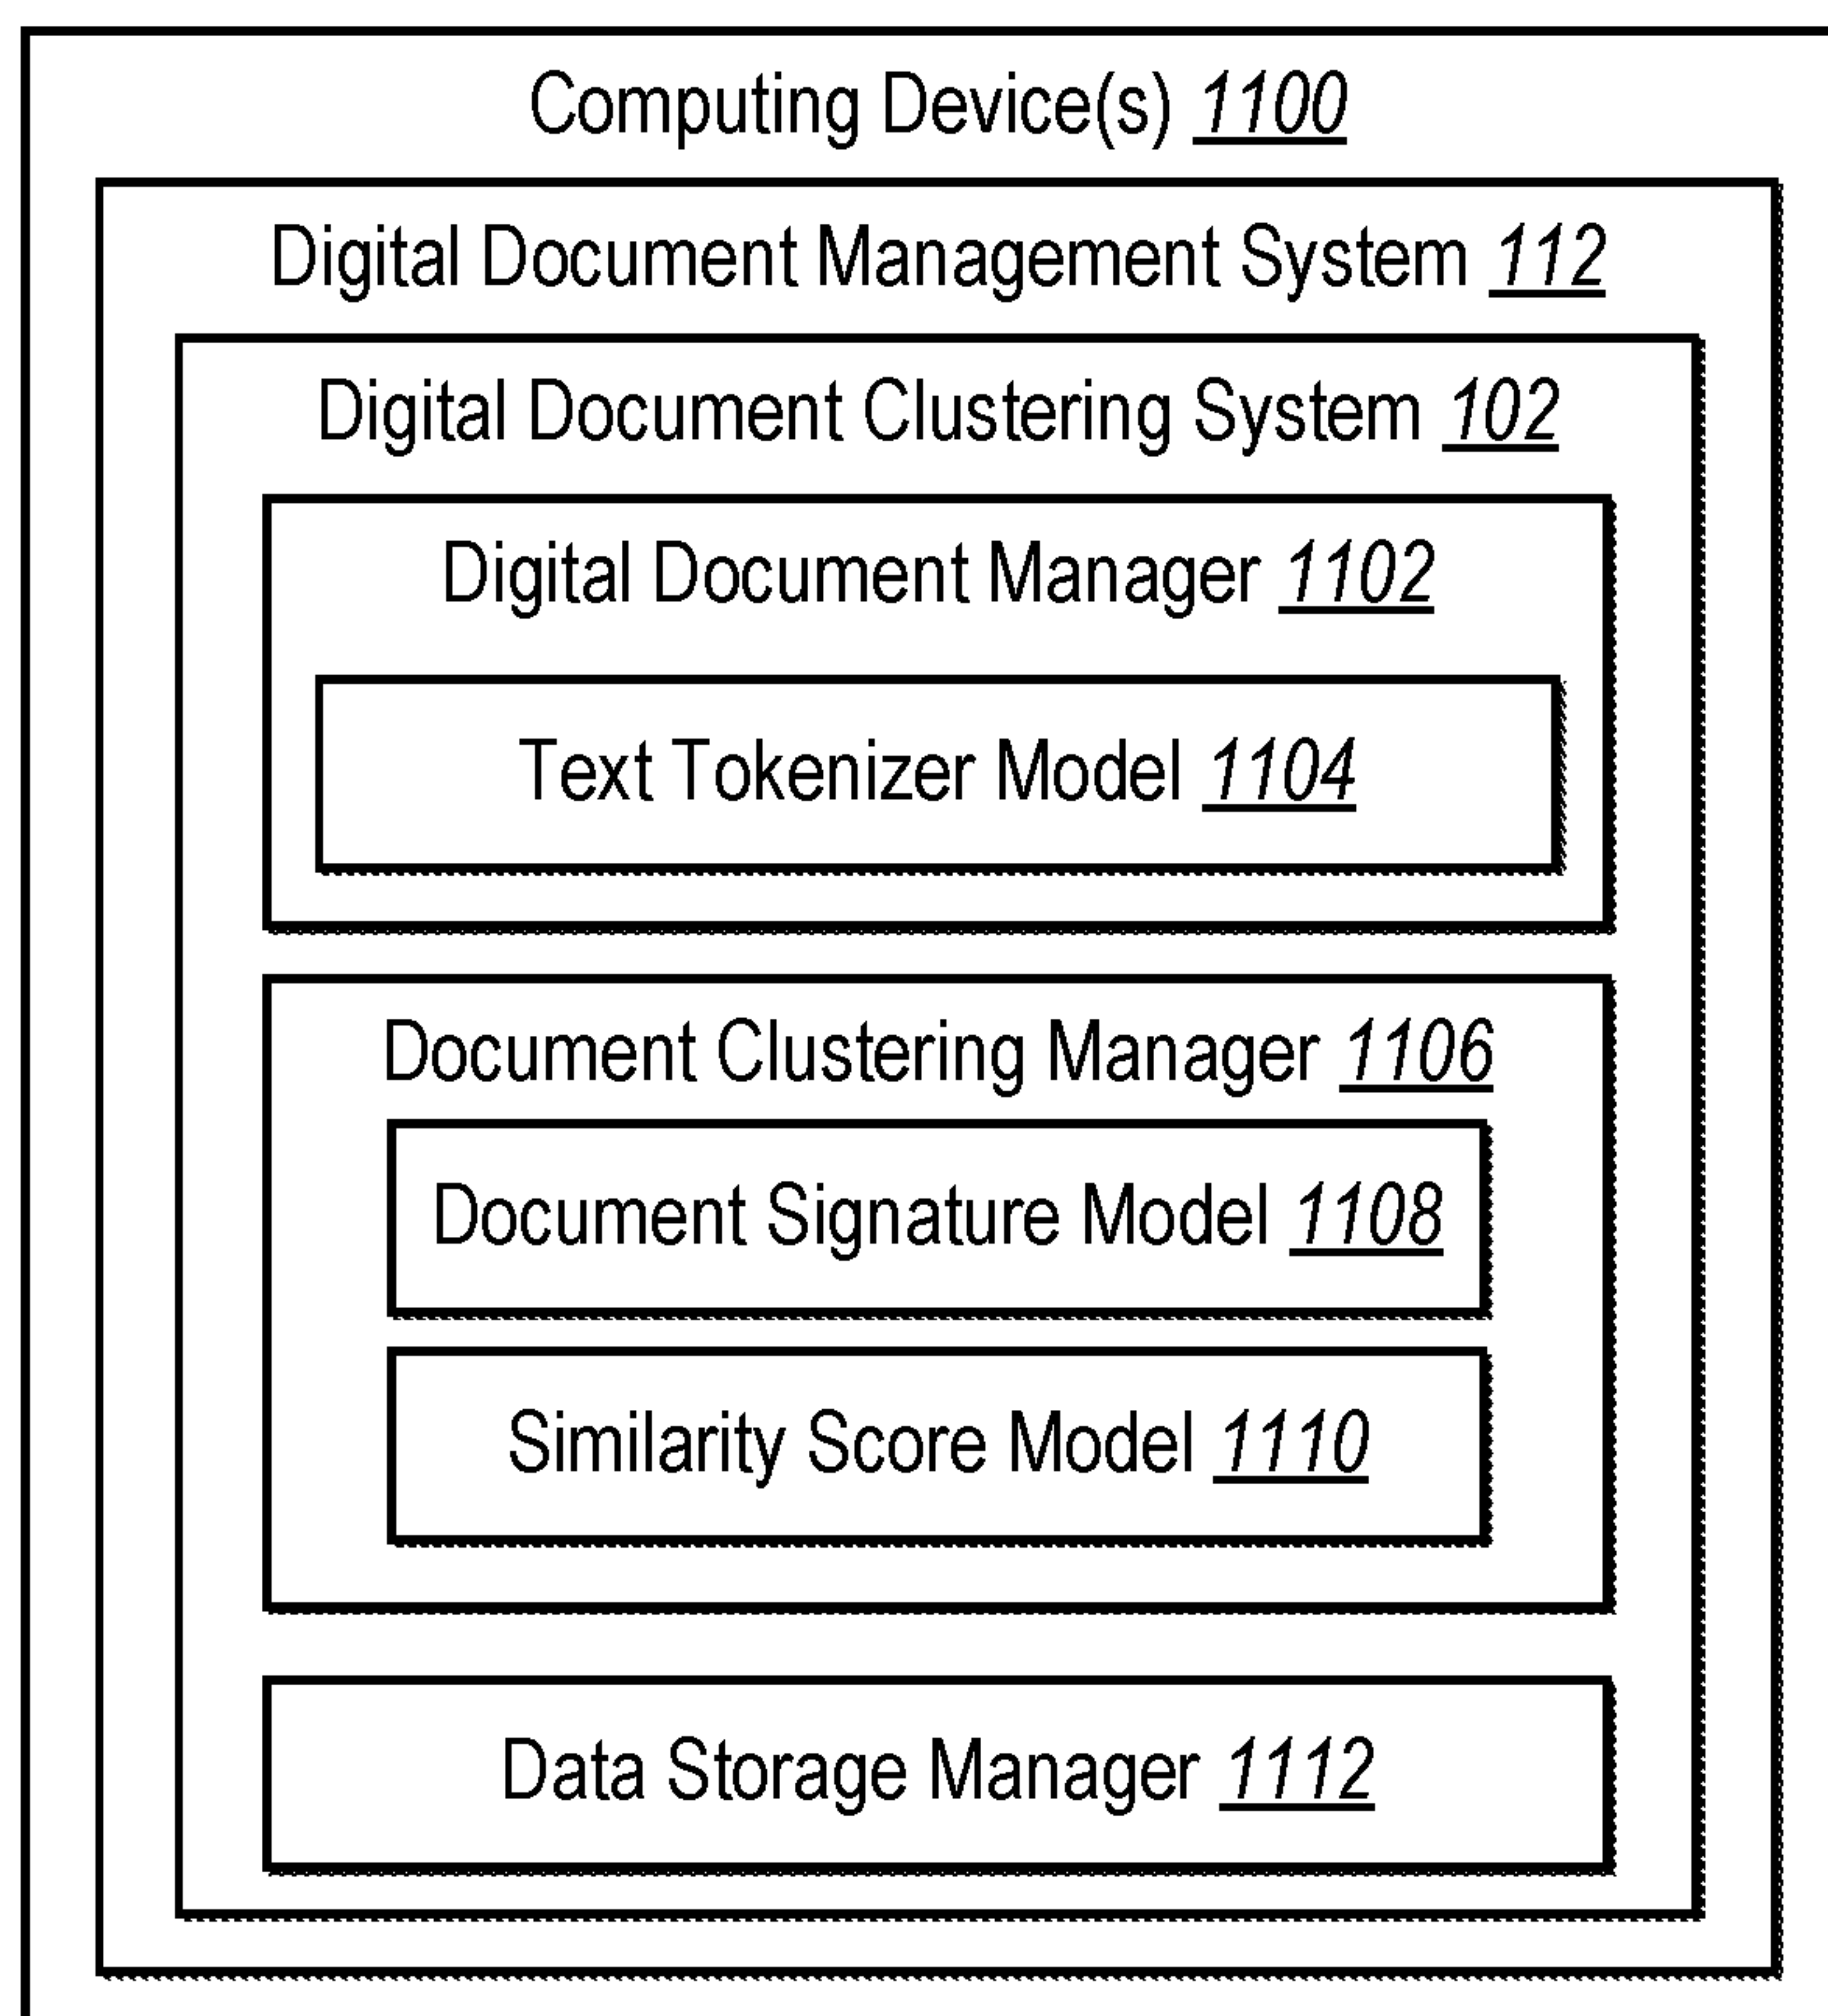 Computing Device(s) 1100
Digital Document Management System 112
Digital Document Clustering System 102
Digital Document Manager 1102
Text Tokenizer Model 1104
Document Clustering Manager 1106
Document Signature Model 1108
Similarity Score Model 1110
Data Storage Manager 1112